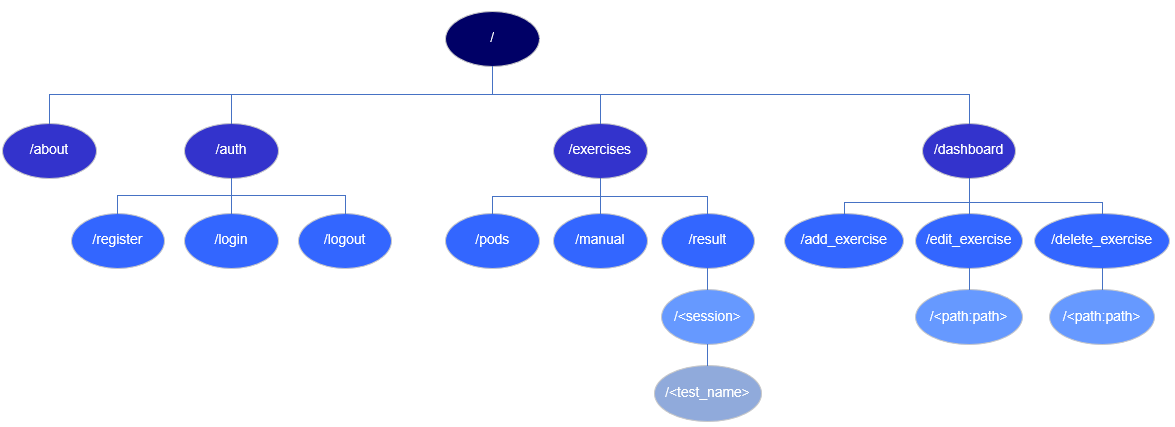 /
/about
/auth
/exercises
/dashboard
/register
/login
/logout
/pods
/manual
/result
/add_exercise
/edit_exercise
/delete_exercise
/<session>
/<path:path>
/<path:path>
/<test_name>